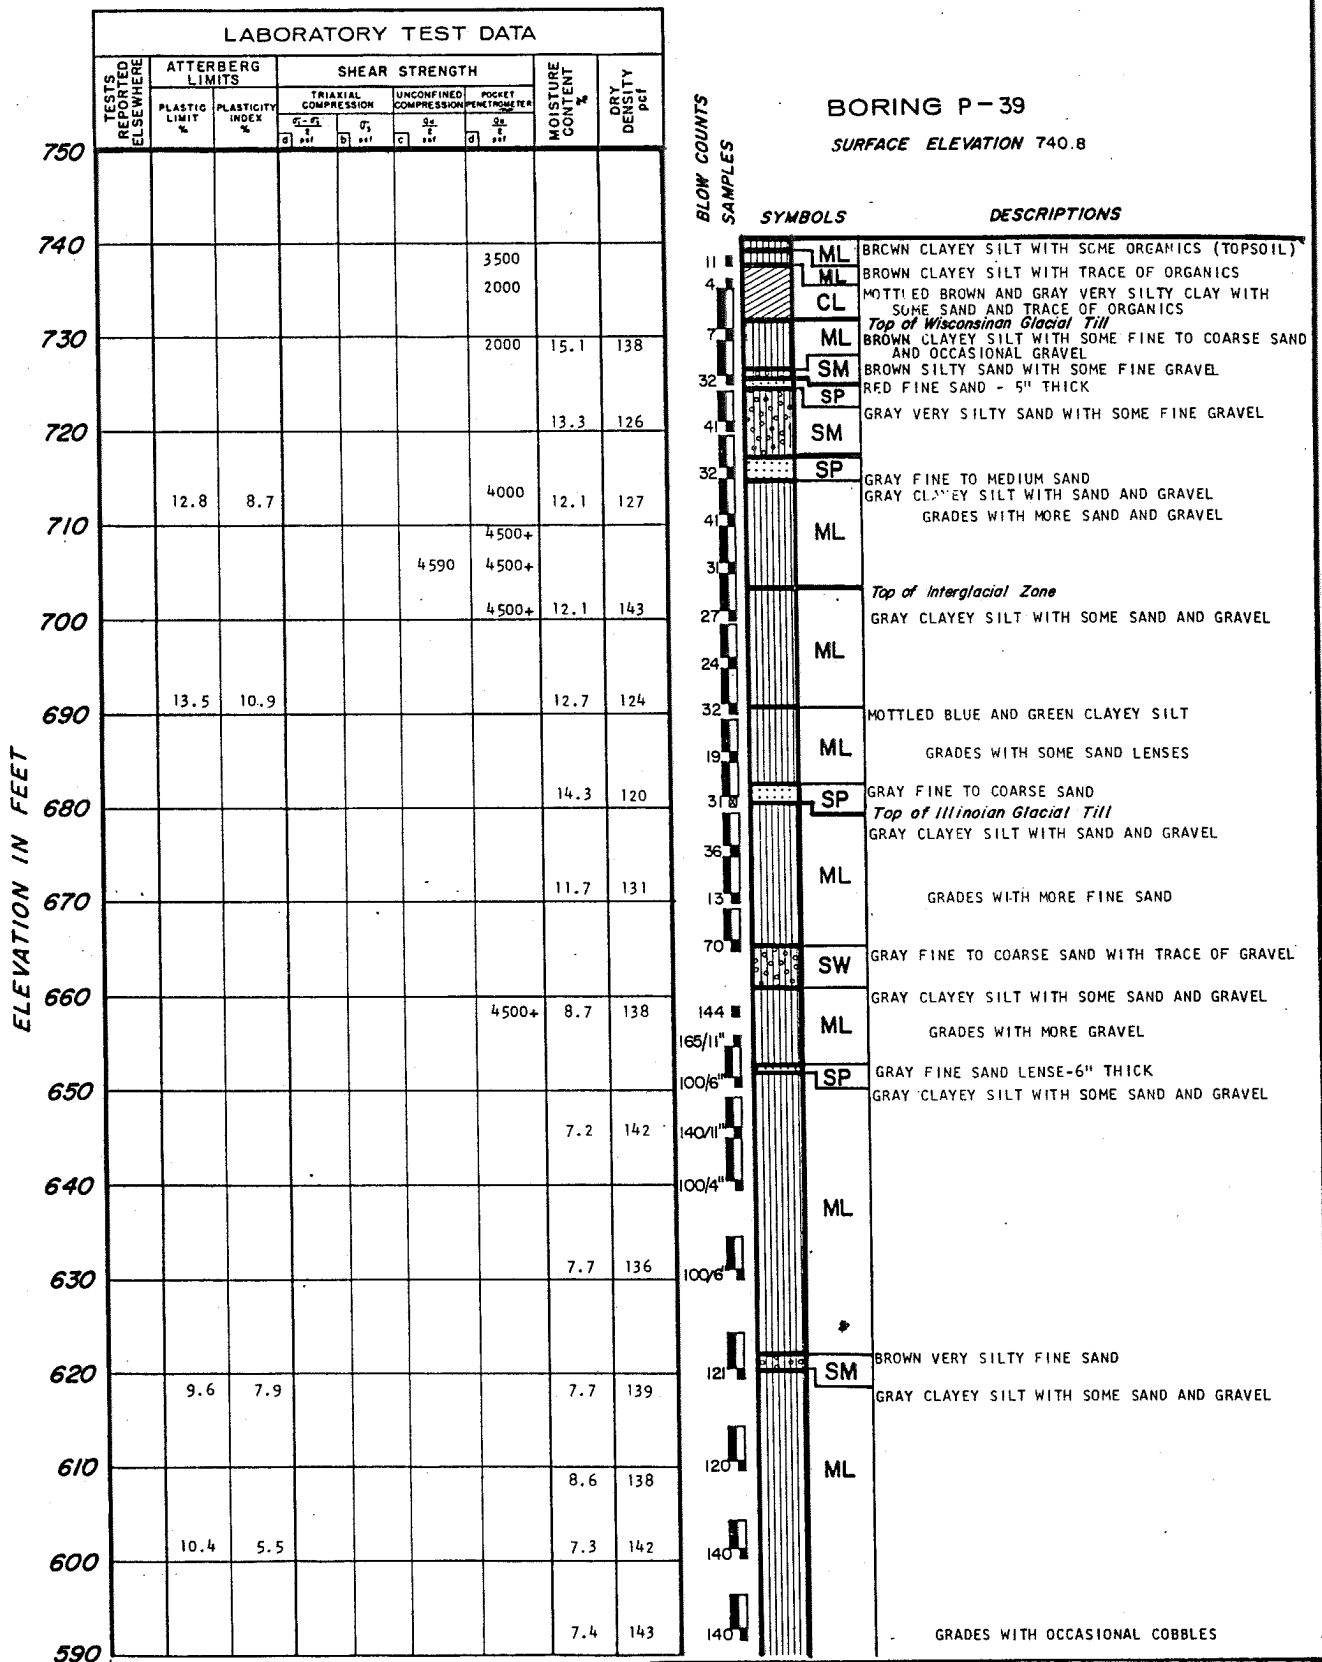 LABORATORY TEST DATA
TESTS REPORTED ELSEWHERE
ATTERBERG LIMITS
SHEAR STRENGTH
MOISTURE CONTENT %
DRY DENSITY pcf
PLASTIC LIMIT %
PLASTICITY INDEX %
TRIAXIAL COMPRESSION
UNCONFINED COMPRESSION
POCKET PENETROMETER
a psf
b psf
c psf
d psf
BLOW COUNTS
SAMPLES
BORING P-39
SURFACE ELEVATION 740.8
SYMBOLS DESCRIPTIONS
ELEVATION IN FEET
750
740
ML BROWN CLAYEY SILT WITH SOME ORGANICS (TOPSOIL)
3500 11
ML BROWN CLAYEY SILT WITH TRACE OF ORGANICS
2000 4
CL MOTTLED BROWN AND GRAY VERY SILTY CLAY WITH
SOME SAND AND TRACE OF ORGANICS
Top of Wisconsinan Glacial Till
730
7 ML BROWN CLAYEY SILT WITH SOME FINE TO COARSE SAND
2000 15.1 138
AND OCCASIONAL GRAVEL
SM BROWN SILTY SAND WITH SOME FINE GRAVEL
32
RED FINE SAND - 5" THICK
SP
GRAY VERY SILTY SAND WITH SOME FINE GRAVEL
13.3 126 41
720
SM
32 SP
GRAY FINE TO MEDIUM SAND
4000
GRAY CLAYEY SILT WITH SAND AND GRAVEL
12.8 8.7 12.1 127
41 GRADES WITH MORE SAND AND GRAVEL
710
4500+ ML
4590 4500+ 31
Top of Interglacial Zone
4500+ 12.1 143
700
27 GRAY CLAYEY SILT WITH SOME SAND AND GRAVEL
ML
24
13.5 10.9 12.7 124
690
32 MOTTLED BLUE AND GREEN CLAYEY SILT
ML
19 GRADES WITH SOME SAND LENSES
14.3 120
GRAY FINE TO COARSE SAND
31 SP
680
Top of Illinoian Glacial Till
GRAY CLAYEY SILT WITH SAND AND GRAVEL
36
ML
11.7 131
670
13 GRADES WITH MORE FINE SAND
70
GRAY FINE TO COARSE SAND WITH TRACE OF GRAVEL
SW
660
GRAY CLAYEY SILT WITH SOME SAND AND GRAVEL
4500+ 8.7 138 144
ML GRADES WITH MORE GRAVEL
165/11"
GRAY FINE SAND LENSE-6" THICK
100/6" SP
650
GRAY CLAYEY SILT WITH SOME SAND AND GRAVEL
7.2 142 140/11"
640
100/4"
ML
7.7 136
630
100/6"
BROWN VERY SILTY FINE SAND
620
121 SM
9.6 7.9 7.7 139
GRAY CLAYEY SILT WITH SOME SAND AND GRAVEL
610
120 ML
8.6 138
10.4 5.5 7.3 142
140
600
7.4 143 140 GRADES WITH OCCASIONAL COBBLES
590